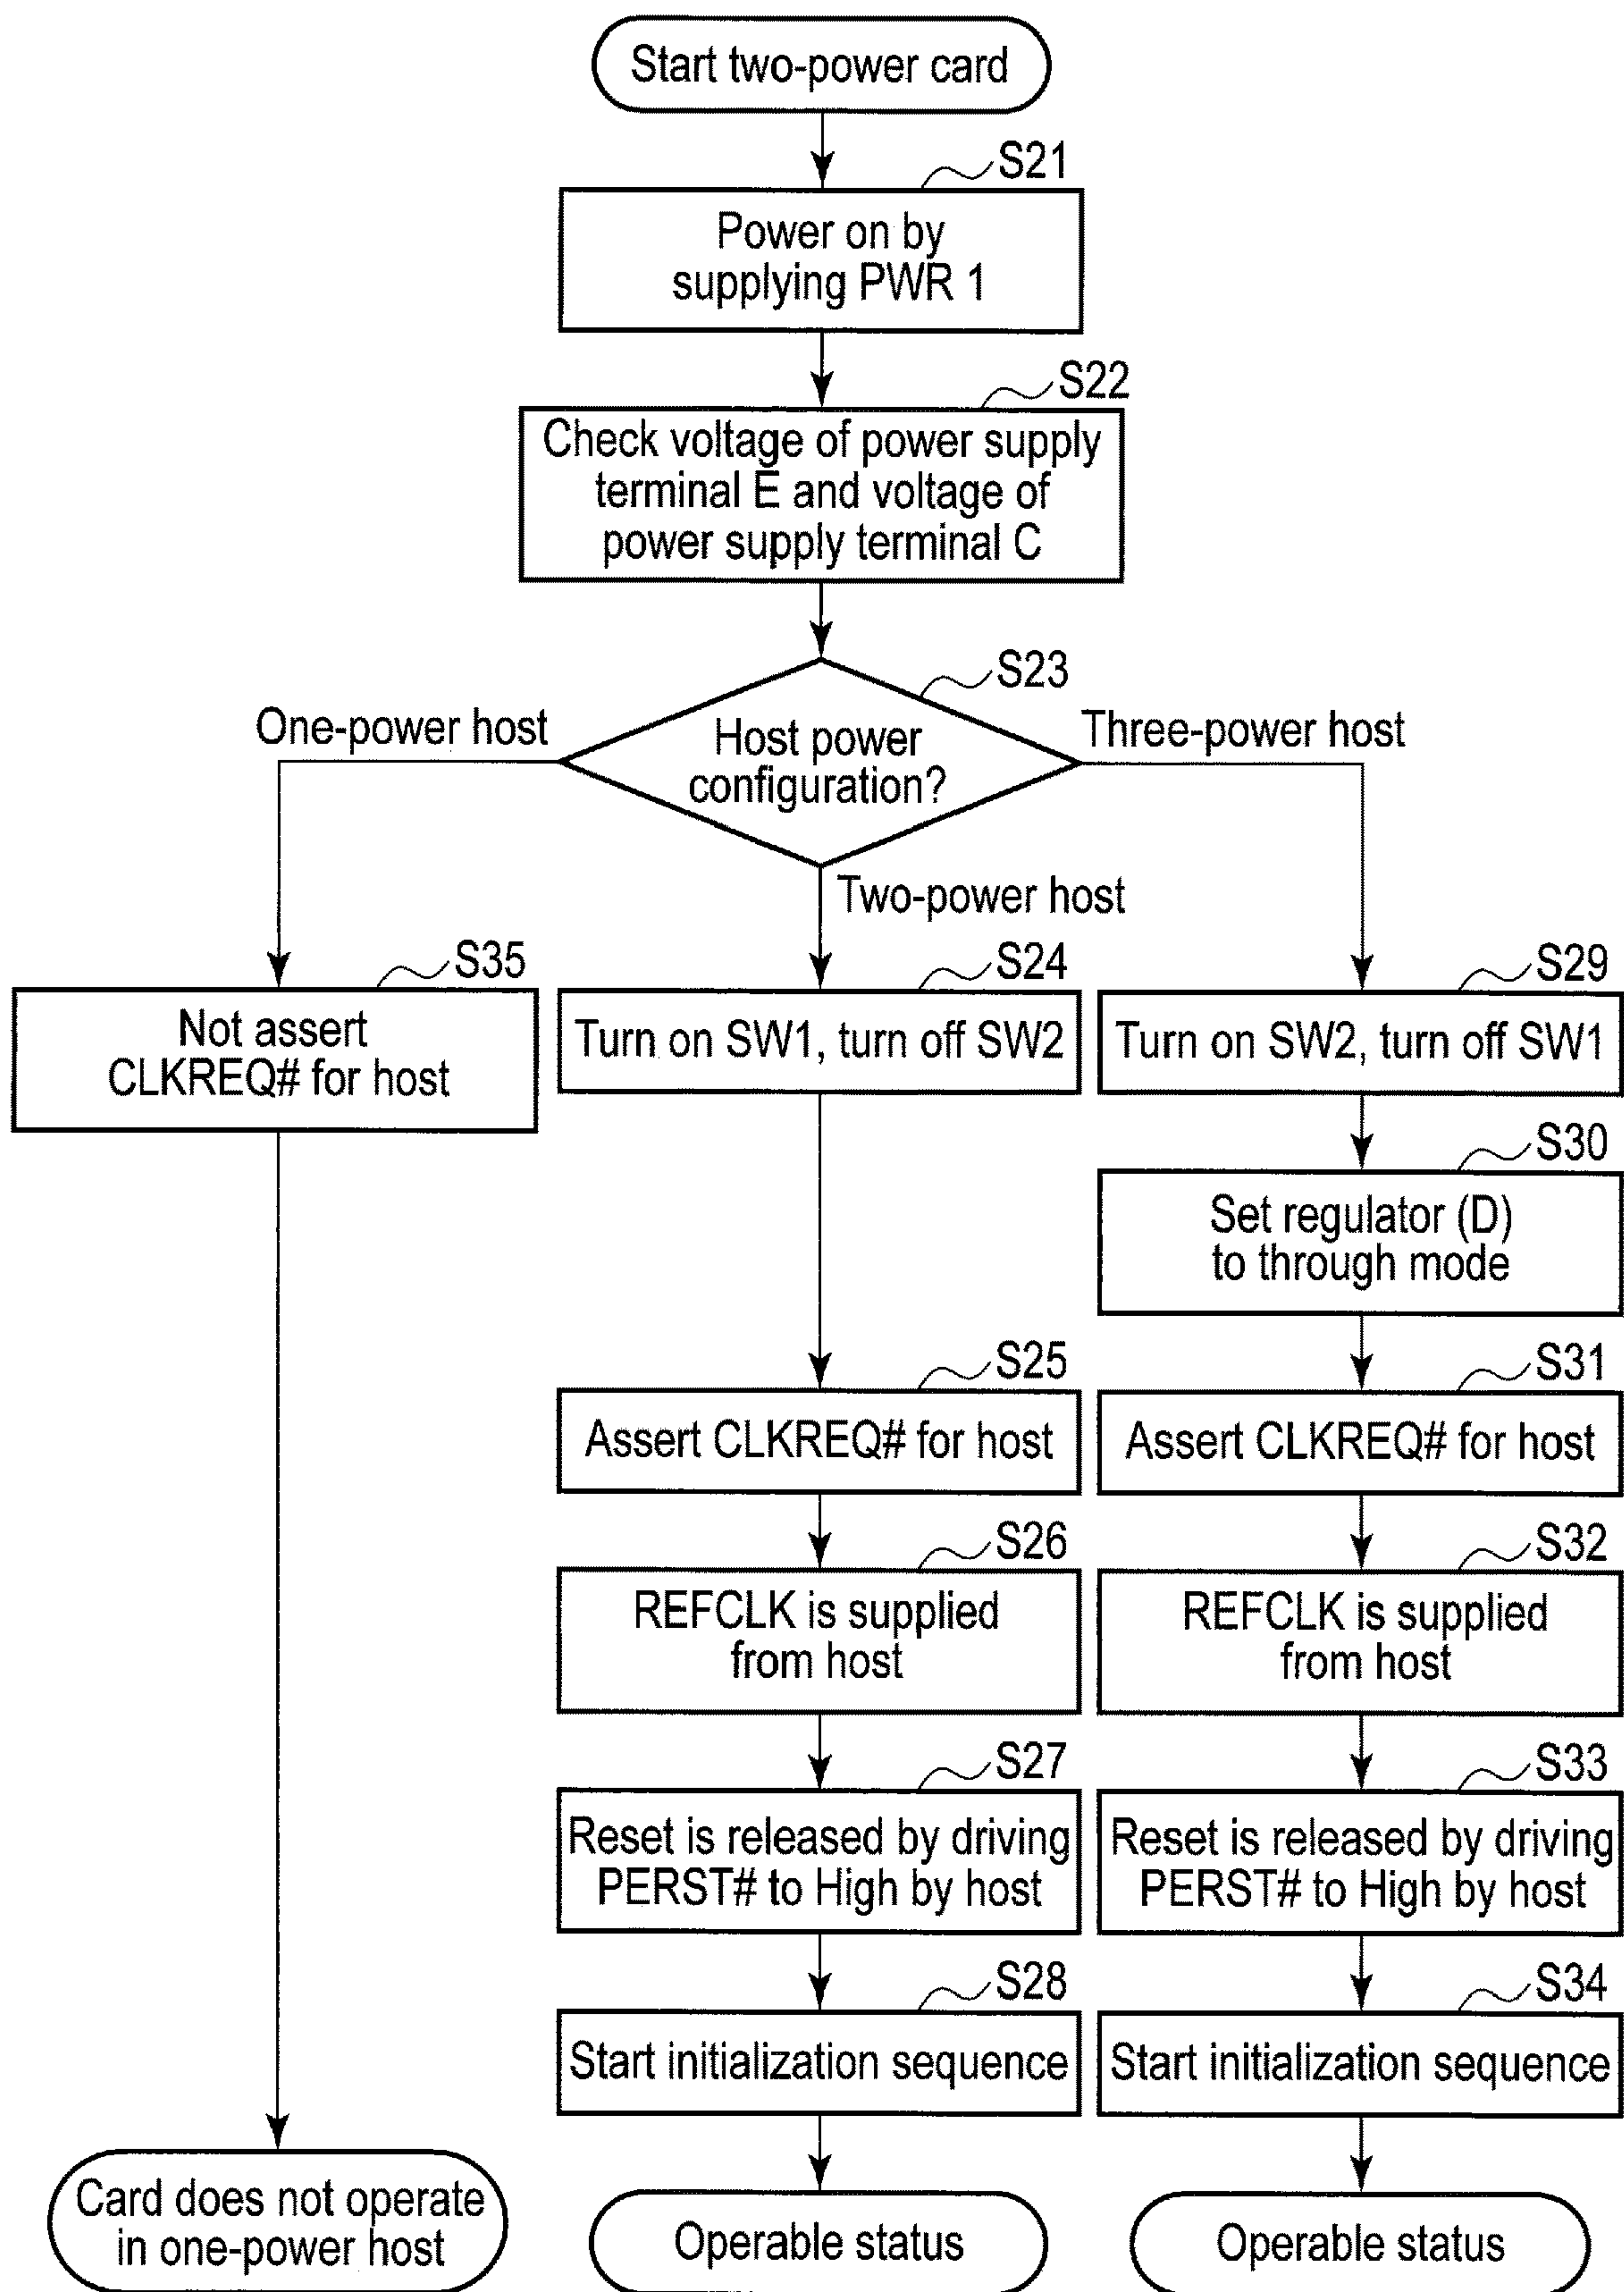 Start two-power card
S21
Power on by
supplying PWR 1
S22
Check voltage of power supply
terminal E and voltage of
power supply terminal C
S23
Host power
configuration?
One-power host
Two-power host
Three-power host
S35
Not assert
CLKREQ# for host
Card does not operate
in one-power host
S24
Turn on SW1, turn off SW2
S25
Assert CLKREQ# for host
S26
REFCLK is supplied
from host
S27
Reset is released by driving
PERST# to High by host
S28
Start initialization sequence
Operable status
S29
Turn on SW2, turn off SW1
S30
Set regulator (D)
to through mode
S31
Assert CLKREQ# for host
S32
REFCLK is supplied
from host
S33
Reset is released by driving
PERST# to High by host
S34
Start initialization sequence
Operable status